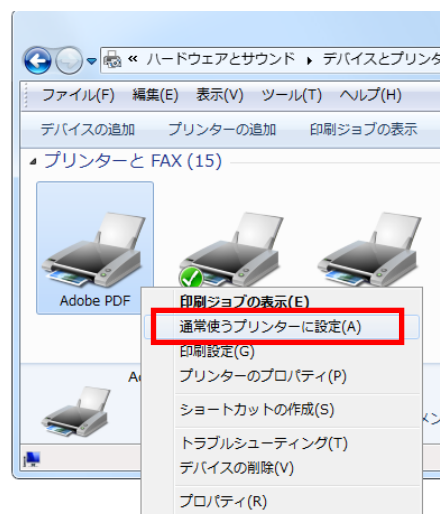 « ハードウェアとサウンド ▸ デバイスとプリンタ
ファイル(F) 編集(E) 表示(V) ツール(T) ヘルプ(H)
デバイスの追加 プリンターの追加 印刷ジョブの表示
プリンターと FAX (15)
Adobe PDF
印刷ジョブの表示(E)
通常使うプリンターに設定(A)
印刷設定(G)
プリンターのプロパティ(P)
ショートカットの作成(S)
トラブルシューティング(T)
デバイスの削除(V)
プロパティ(R)